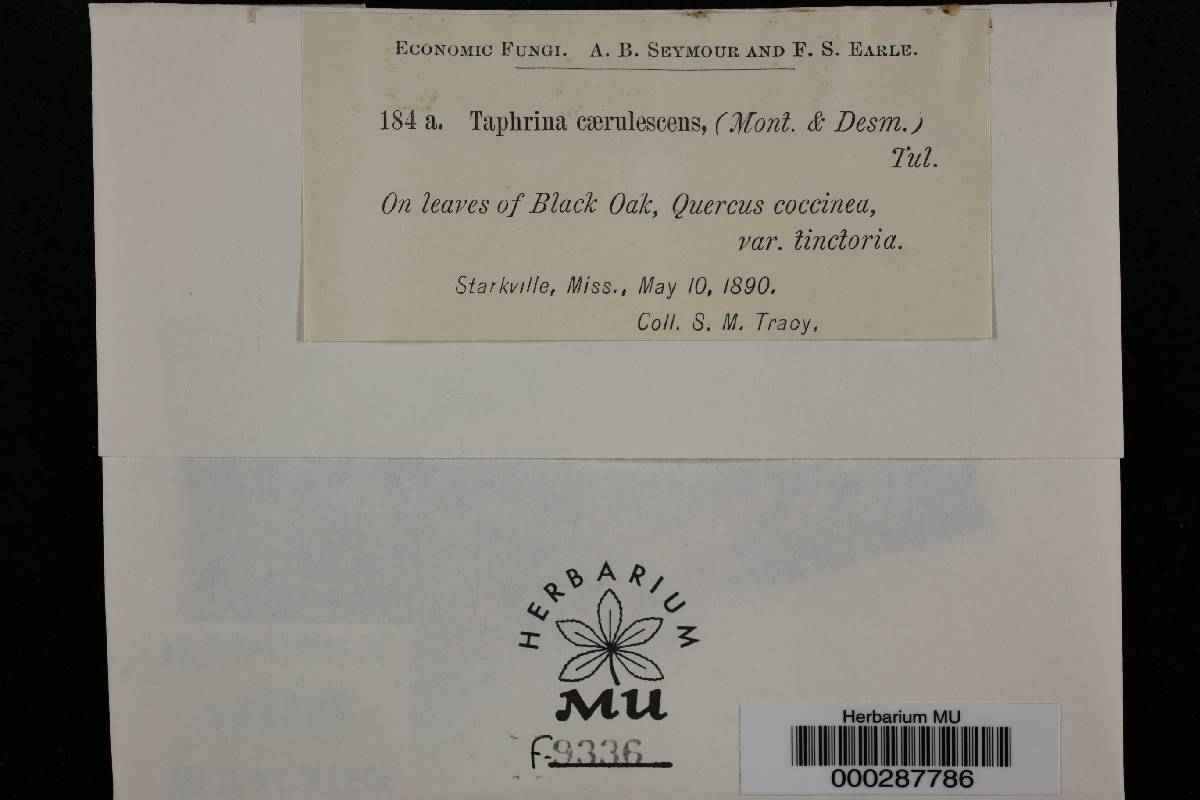 Economic Fungi. A. B. Seymour and F. S. Earle.
184 a. Taphrina cærulescens, (Mont. & Desm.)
Tul.
On leaves of Black Oak, Quercus coccinea,
var. tinctoria.
Starkville, Miss., May 10, 1890.
Coll. S. M. Tracy,
HERBARIUM
MU
F-9336
Herbarium MU
000287786